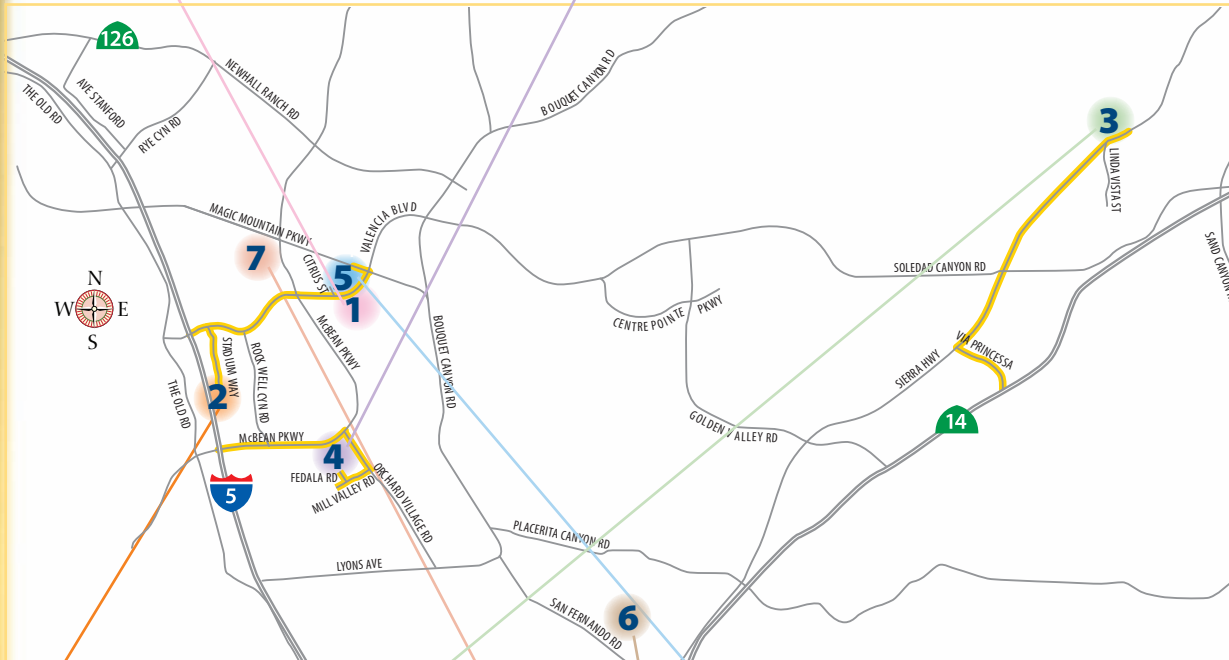 126
NEWHALL RANCH RD
BOUQUET CANYON RD
AVE STANFORD
THE OLD RD
RYE CYN RD
3
LINDA VISTA ST
VALENCIA BLVD
MAGIC MOUNTAIN PKWY
SAND CANYON
7
5
CITRUS ST
SOLEDAD CANYON RD
N
W E
S
1
McBEAN PKWY
CENTRE POINTE PKWY
BOUQUET CANYON RD
STADIUM WAY
ROCK WELL CYN RD
VIA PRINCESSA
SIERRA HWY
THE OLD RD
2
14
GOLDEN VALLEY RD
McBEAN PKWY
4
FEDALA RD
MILL VALLEY RD
ORCHARD VILLAGE RD
5
PLACERITA CANYON RD
LYONS AVE
SAN FERNANDO RD
6